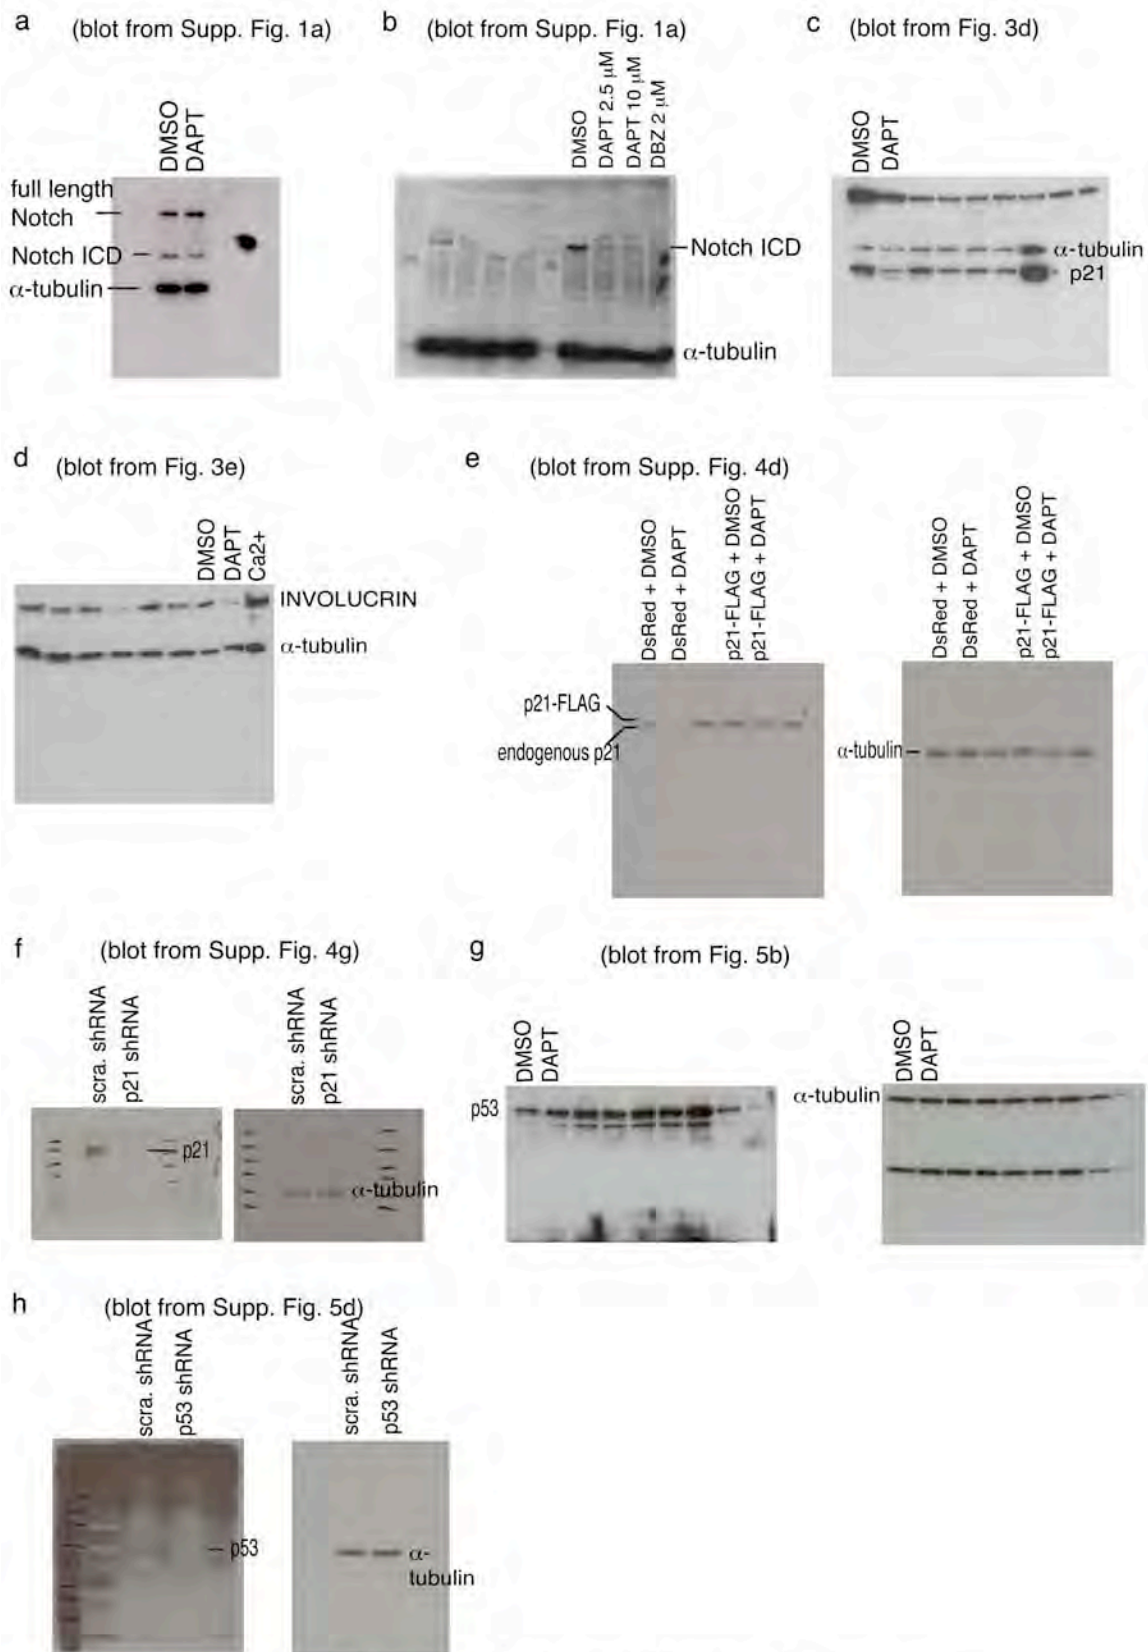 a
(blot from Supp. Fig. 1a)
DMSO
DAPT
full length
Notch
Notch ICD
α-tubulin
b
(blot from Supp. Fig. 1a)
DMSO
DAPT 2.5 μM
DAPT 10 μM
DBZ 2 μM
Notch ICD
α-tubulin
c
(blot from Fig. 3d)
DMSO
DAPT
α-tubulin
p21
d
(blot from Fig. 3e)
DMSO
DAPT
Ca2+
INVOLUCRIN
α-tubulin
e
(blot from Supp. Fig. 4d)
DsRed + DMSO
DsRed + DAPT
p21-FLAG + DMSO
p21-FLAG + DAPT
p21-FLAG
endogenous p21
DsRed + DMSO
DsRed + DAPT
p21-FLAG + DMSO
p21-FLAG + DAPT
α-tubulin
f
(blot from Supp. Fig. 4g)
scra. shRNA
p21 shRNA
p21
scra. shRNA
p21 shRNA
α-tubulin
g
(blot from Fig. 5b)
DMSO
DAPT
p53
DMSO
DAPT
α-tubulin
h
(blot from Supp. Fig. 5d)
scra. shRNA
p53 shRNA
p53
scra. shRNA
p53 shRNA
α-
tubulin